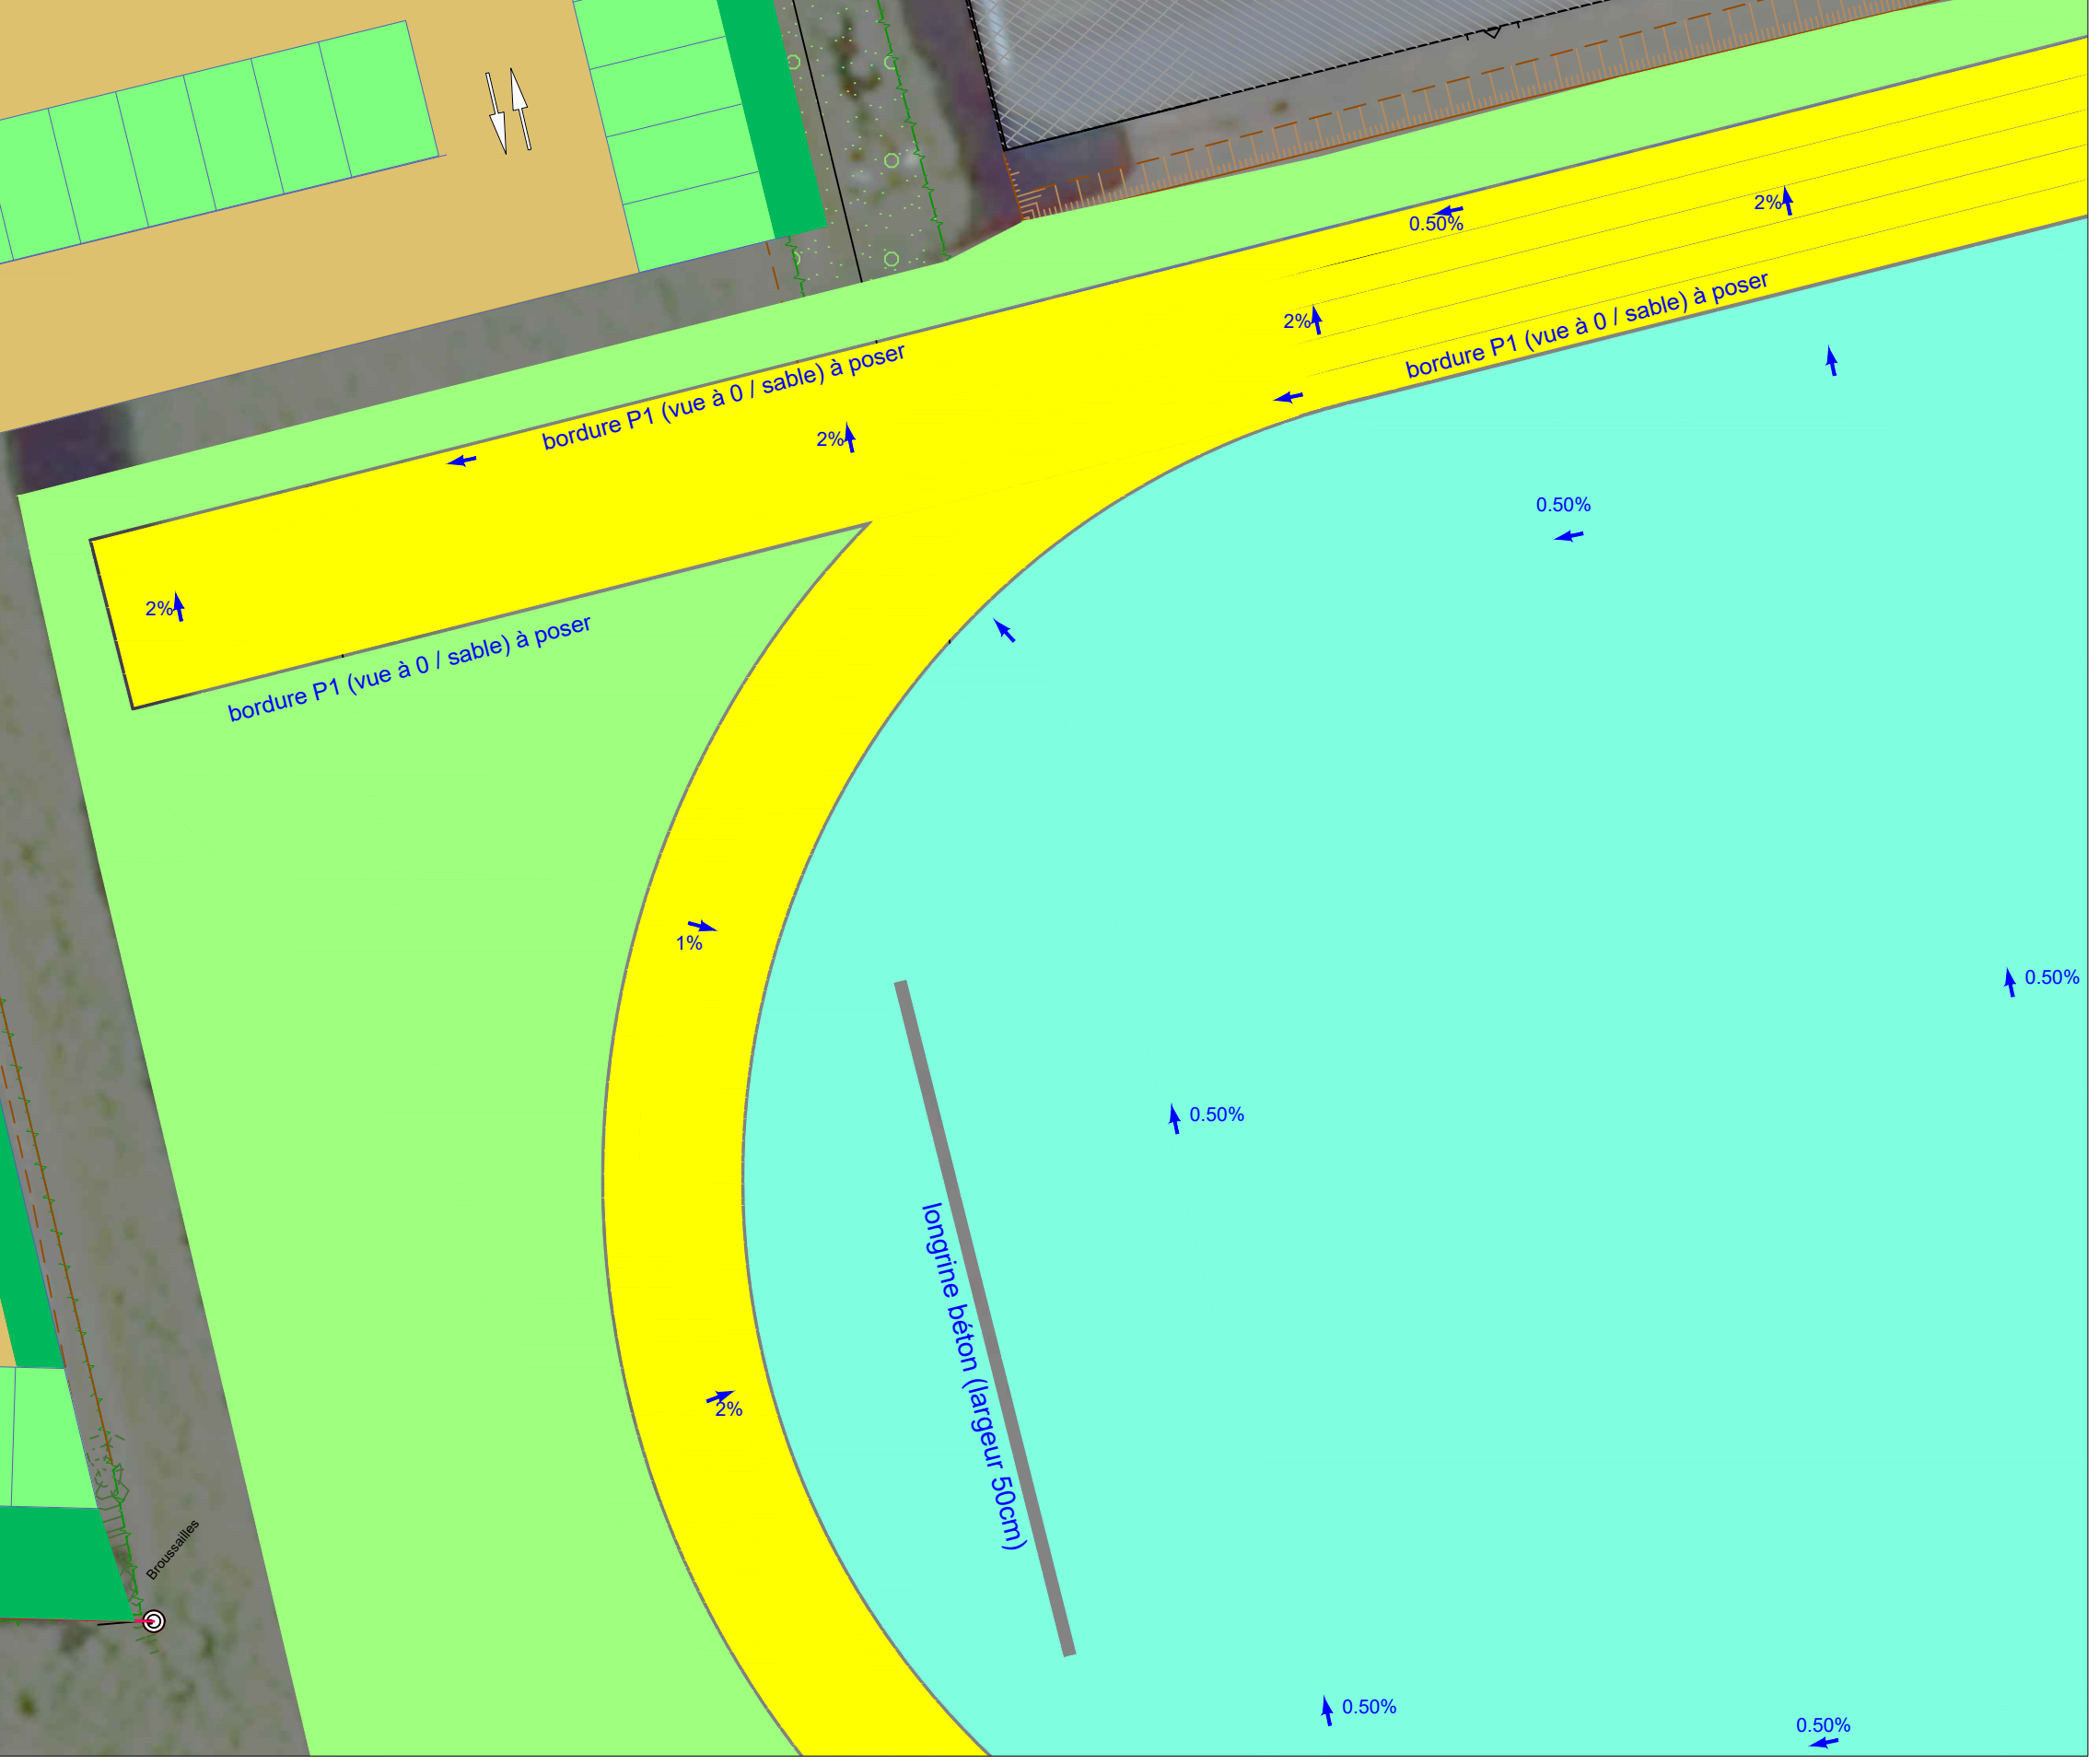 0.50%
2%
2%
bordure P1 (vue à 0 / sable) à poser
bordure P1 (vue à 0 / sable) à poser
2%
0.50%
2%
bordure P1 (vue à 0 / sable) à poser
1%
0.50%
0.50%
longrine béton (largeur 50cm)
2%
Broussailles
0.50%
0.50%